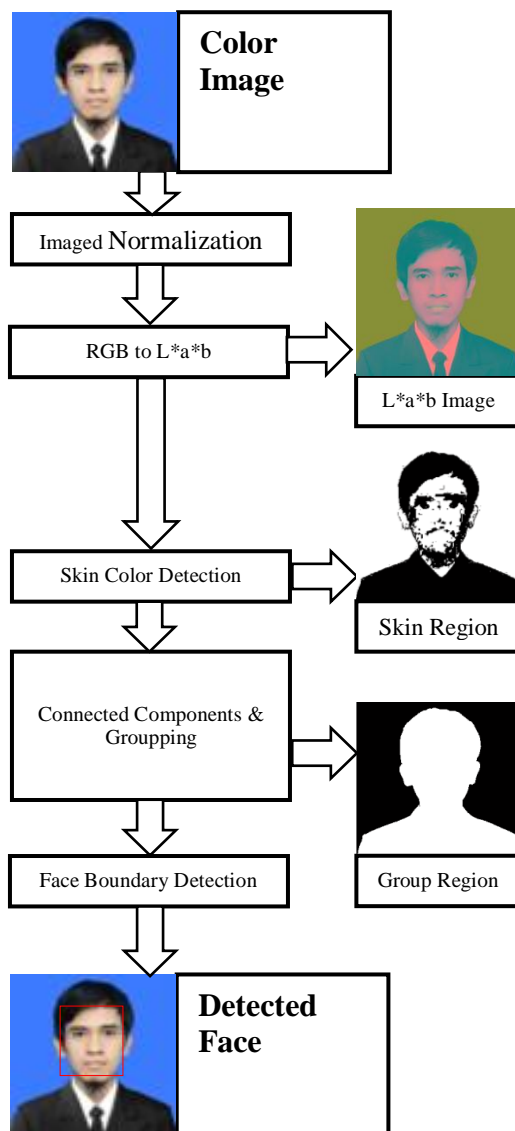 Color
Image
Imaged Normalization
RGB to L*a*b
L*a*b Image
Skin Color Detection
Skin Region
Connected Components &
Groupping
Face Boundary Detection
Group Region
Detected
Face